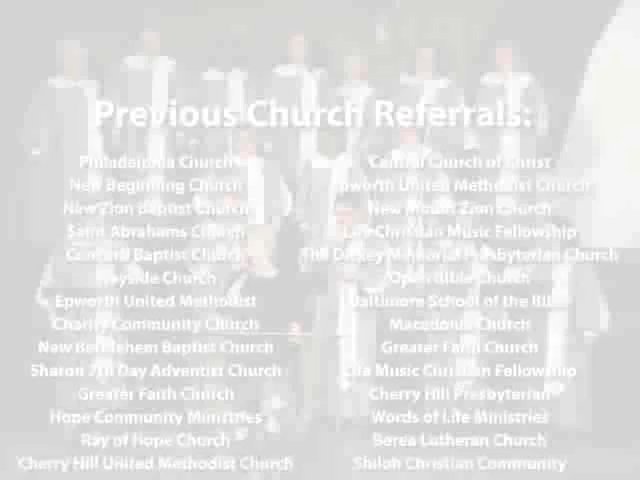 Previous Church Referrals:
Philadelphia Church
New Beginning Church
New Zion Baptist Church
Saint Abrahams Church
Concord Baptist Church
Wayside Church
Epworth United Methodist
Charity Community Church
New Bethlehem Baptist Church
Sharon 7th Day Adventist Church
Greater Faith Church
Hope Community Ministries
Ray of Hope Church
Cherry Hill United Methodist Church
Central Church of Christ
Epworth United Methodist Church
New Mount Zion Church
Life Christian Music Fellowship
The Memorial Presbyterian Church
Open Bible Church
Baltimore School of the Bible
Macedonia Church
Greater Faith Church
Life Music Christian Fellowship
Cherry Hill Presbyterian
Words of Life Ministries
Berea Lutheran Church
Shiloh Christian Community